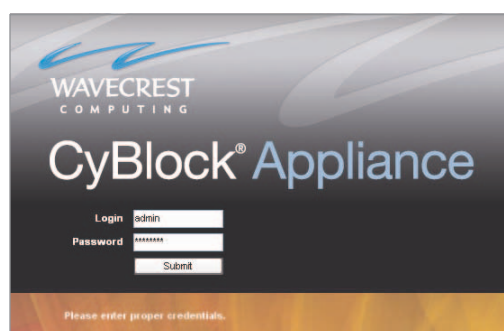 WAVECREST
COMPUTING
CyBlock® Appliance
Login admin
Password ********
Submit
Please enter proper credentials.